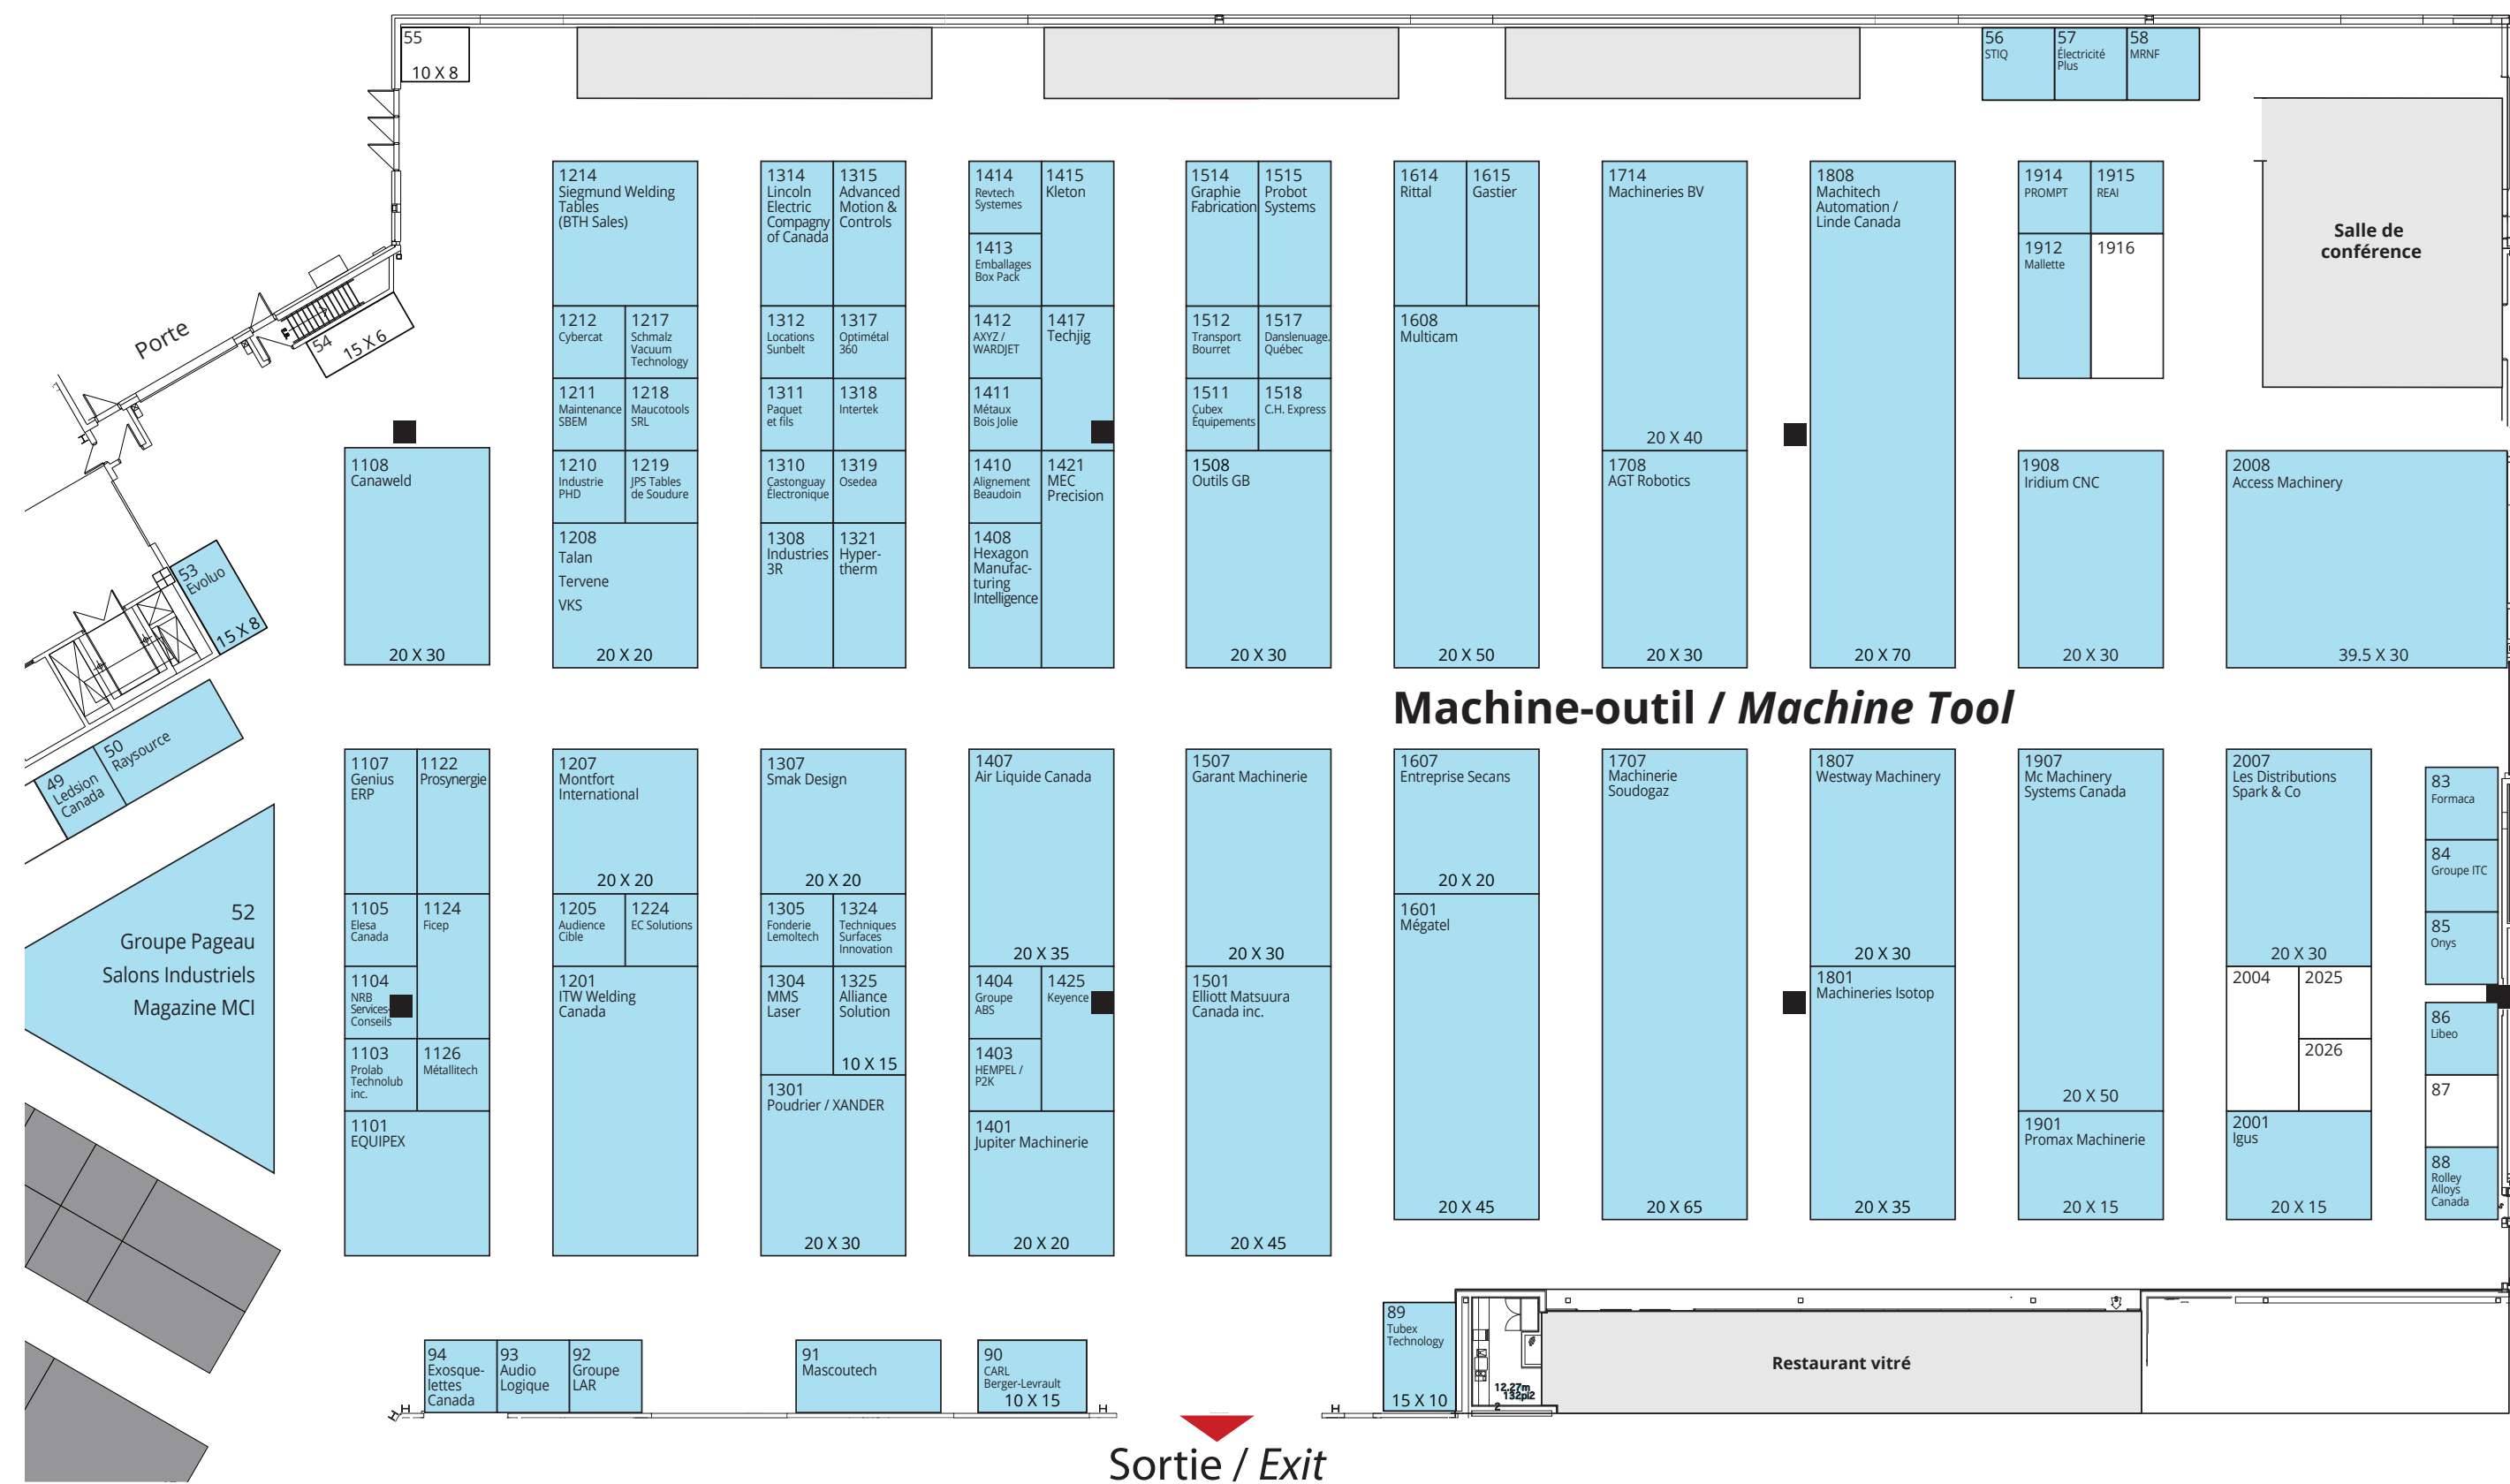 55
10 X 8
56
STIQ
57
Électricité
Plus
58
MRNF
Porte
54
15 X 6
1214
Siegmund Welding
Tables
(BTH Sales)
1314
Lincoln
Electric
Compagny
of Canada
1315
Advanced
Motion &
Controls
1414
Revtech
Systemes
1415
Kleton
1413
Emballages
Box Pack
1514
Graphie
Fabrication
1515
Probot
Systems
1614
Rittal
1615
Gastier
1714
Machineries BV
20 X 40
1808
Machitech
Automation /
Linde Canada
20 X 70
1914
PROMPT
1915
REAI
1912
Mallette
1916
Salle de
conférence
1212
Cybercat
1217
Schmalz
Vacuum
Technology
1312
Locations
Sunbelt
1317
Optimétal
360
1412
AXYZ /
WARDJET
1417
Techjig
1512
Transport
Bourret
1517
Danslenuage.
Québec
1608
Multicam
20 X 50
1211
Maintenance
SBEM
1218
Maucotools
SRL
1311
Paquet
et fils
1318
Intertek
1411
Métaux
Bois Jolie
1511
Cubex
Équipements
1518
C.H. Express
1108
Canaweld
20 X 30
1210
Industrie
PHD
1219
JPS Tables
de Soudure
1310
Castonguay
Électronique
1319
Osedea
1410
Alignement
Beaudoin
1421
MEC
Precision
1508
Outils GB
20 X 30
1708
AGT Robotics
20 X 30
1908
Iridium CNC
20 X 30
2008
Access Machinery
39.5 X 30
1208
Talan
Tervene
VKS
20 X 20
1308
Industries
3R
1321
Hyper-
therm
1408
Hexagon
Manufac-
turing
Intelligence
53
Evoluo
15 X 8
Machine-outil / Machine Tool
49
Ledsion
Canada
50
Raysource
52
Groupe Pageau
Salons Industriels
Magazine MCI
1107
Genius
ERP
1122
Prosynergie
1207
Montfort
International
20 X 20
1307
Smak Design
20 X 20
1407
Air Liquide Canada
20 X 35
1507
Garant Machinerie
20 X 30
1607
Entreprise Secans
20 X 20
1707
Machinerie
Soudogaz
20 X 65
1807
Westway Machinery
20 X 30
1907
Mc Machinery
Systems Canada
20 X 50
2007
Les Distributions
Spark & Co
20 X 30
83
Formaca
84
Groupe ITC
85
Onys
86
Libeo
87
88
Rolley
Alloys
Canada
1105
Elesa
Canada
1124
Ficep
1205
Audience
Cible
1224
EC Solutions
1305
Fonderie
Lemoltech
1324
Techniques
Surfaces
Innovation
1601
Mégatel
20 X 45
1104
NRB
Services-
Conseils
1201
ITW Welding
Canada
1304
MMS
Laser
1325
Alliance
Solution
10 X 15
1404
Groupe
ABS
1425
Keyence
1501
Elliott Matsuura
Canada inc.
20 X 45
1801
Machineries Isotop
20 X 35
2004
2025
2026
1103
Prolab
Technolub
inc.
1126
Métallitech
1301
Poudrier / XANDER
20 X 30
1403
HEMPEL /
P2K
1101
EQUIPEX
1401
Jupiter Machinerie
20 X 20
1901
Promax Machinerie
20 X 15
2001
Igus
20 X 15
94
Exosque-
lettes
Canada
93
Audio
Logique
92
Groupe
LAR
91
Mascoutech
90
CARL
Berger-Levrault
10 X 15
89
Tubex
Technology
15 X 10
12.27m
132pi2
2
Restaurant vitré
Sortie / Exit